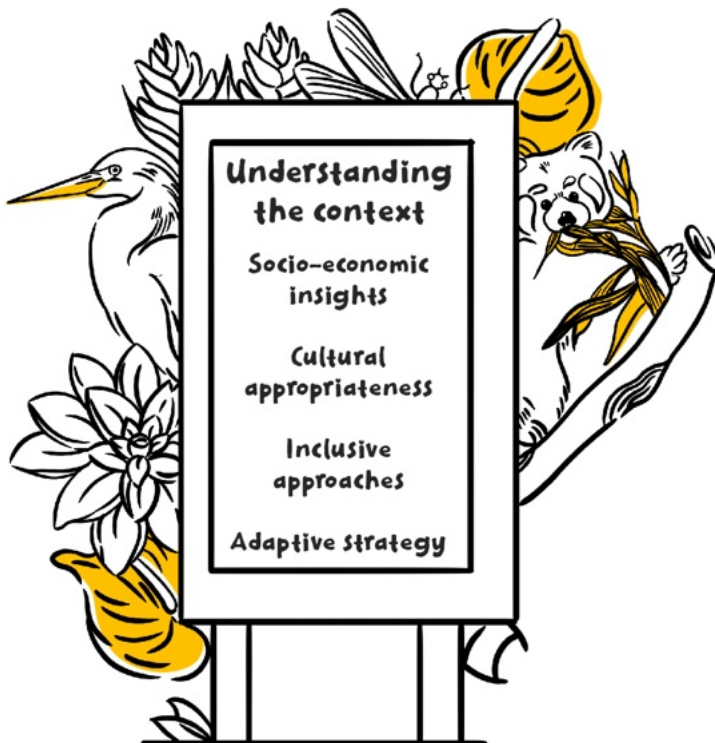 Understanding
the context
Socio-economic
insights
Cultural
appropriateness
Inclusive
approaches
Adaptive strategy